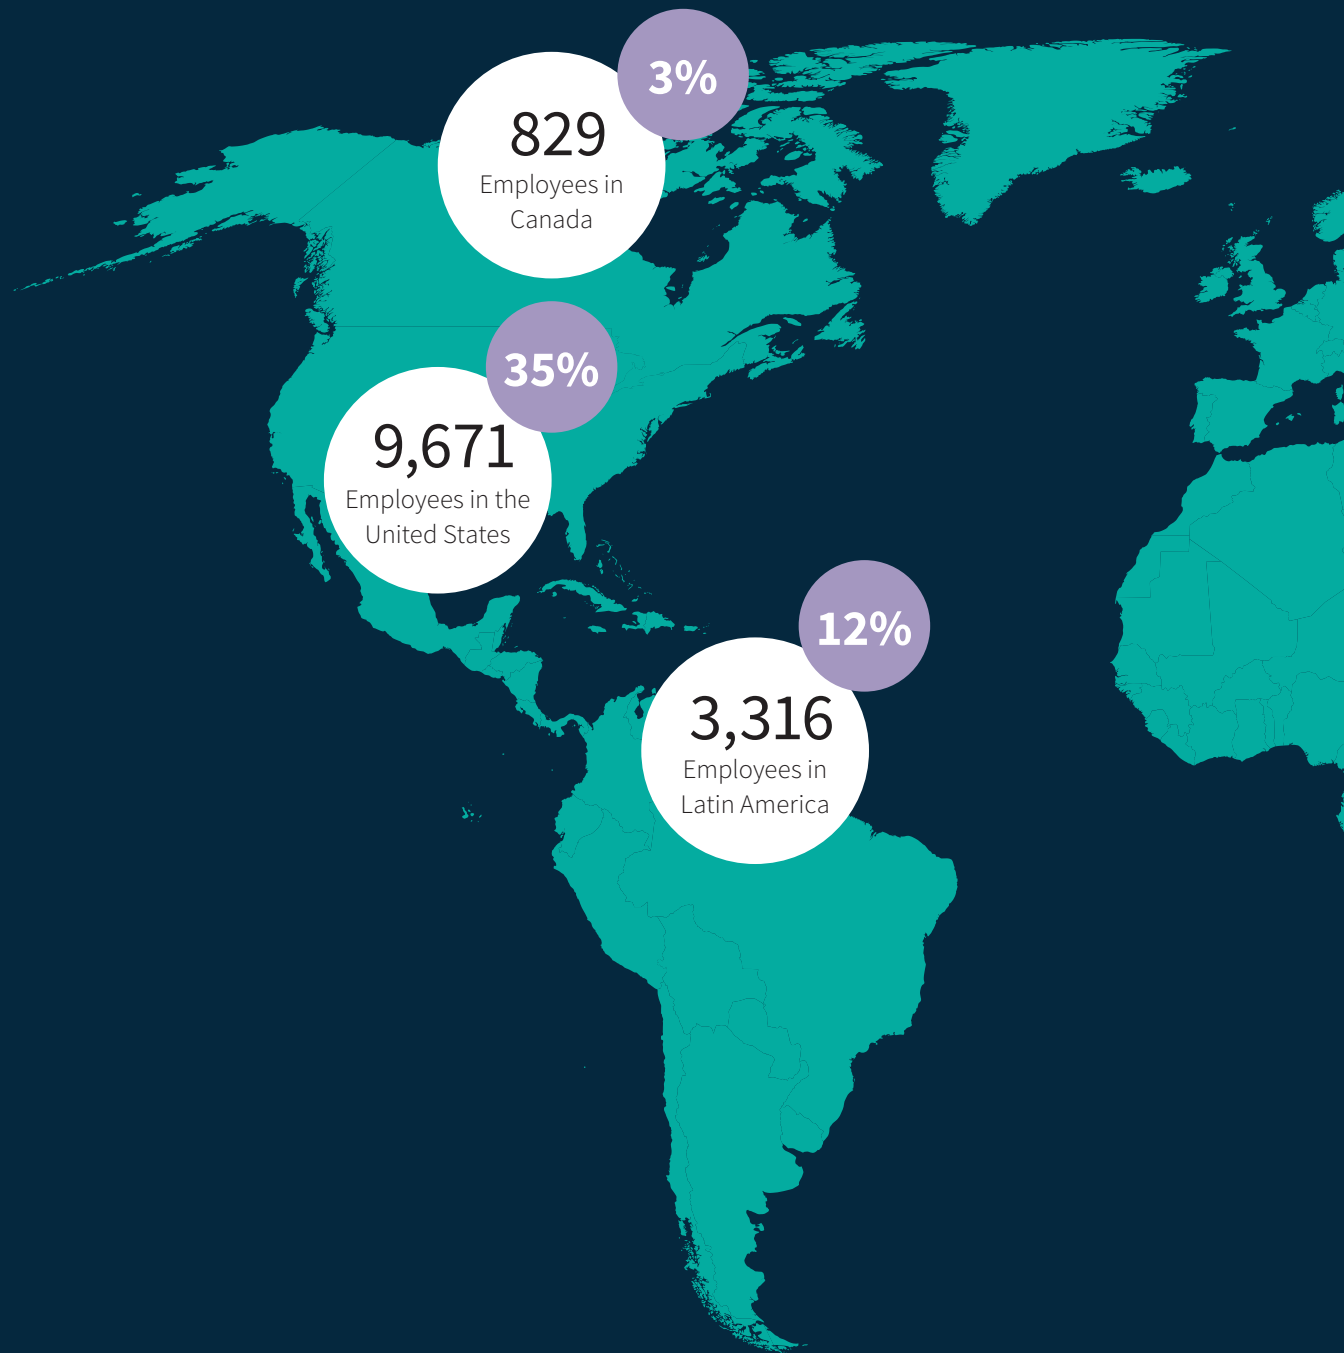 3%
829
Employees in
Canada
35%
9,671
Employees in the
United States
12%
3,316
Employees in
Latin America